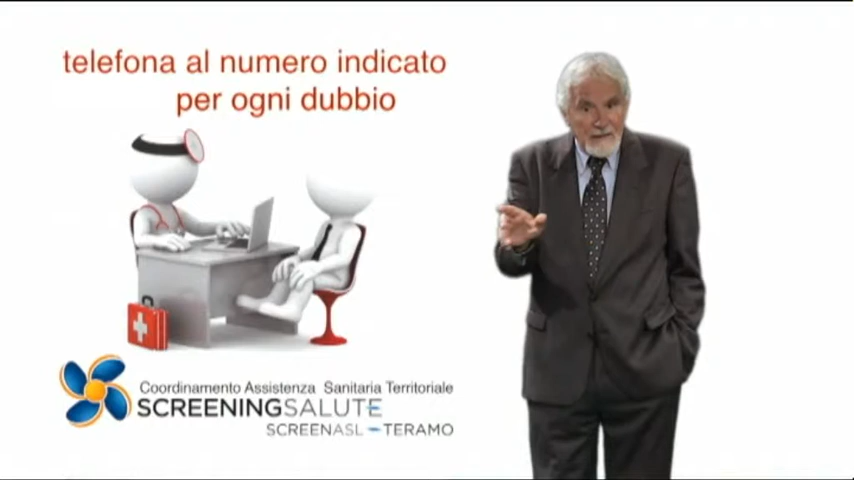 telefona al numero indicato
per ogni dubbio
Coordinamento Assistenza Sanitaria Territoriale
SCREENINGSALUTE
SCREENASL - TERAMO